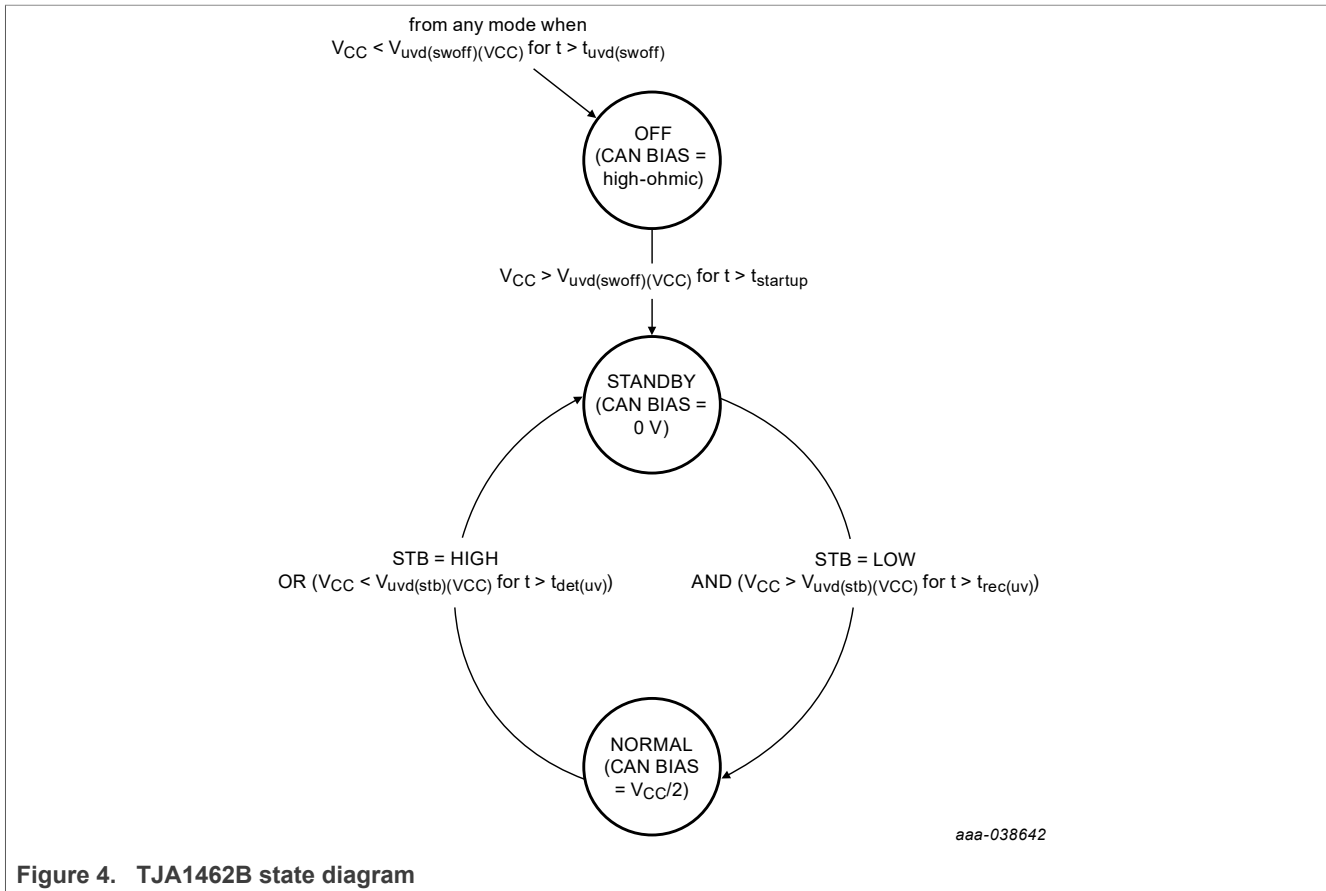 from any mode when
VCC < Vuvd(swoff)(VCC) for t > tuvd(swoff)
OFF
(CAN BIAS =
high-ohmic)
VCC > Vuvd(swoff)(VCC) for t > tstartup
STANDBY
(CAN BIAS =
0 V)
STB = HIGH
OR (VCC < Vuvd(stb)(VCC) for t > tdet(uv))
STB = LOW
AND (VCC > Vuvd(stb)(VCC) for t > trec(uv))
NORMAL
(CAN BIAS
= VCC/2)
aaa-038642
Figure 4. TJA1462B state diagram